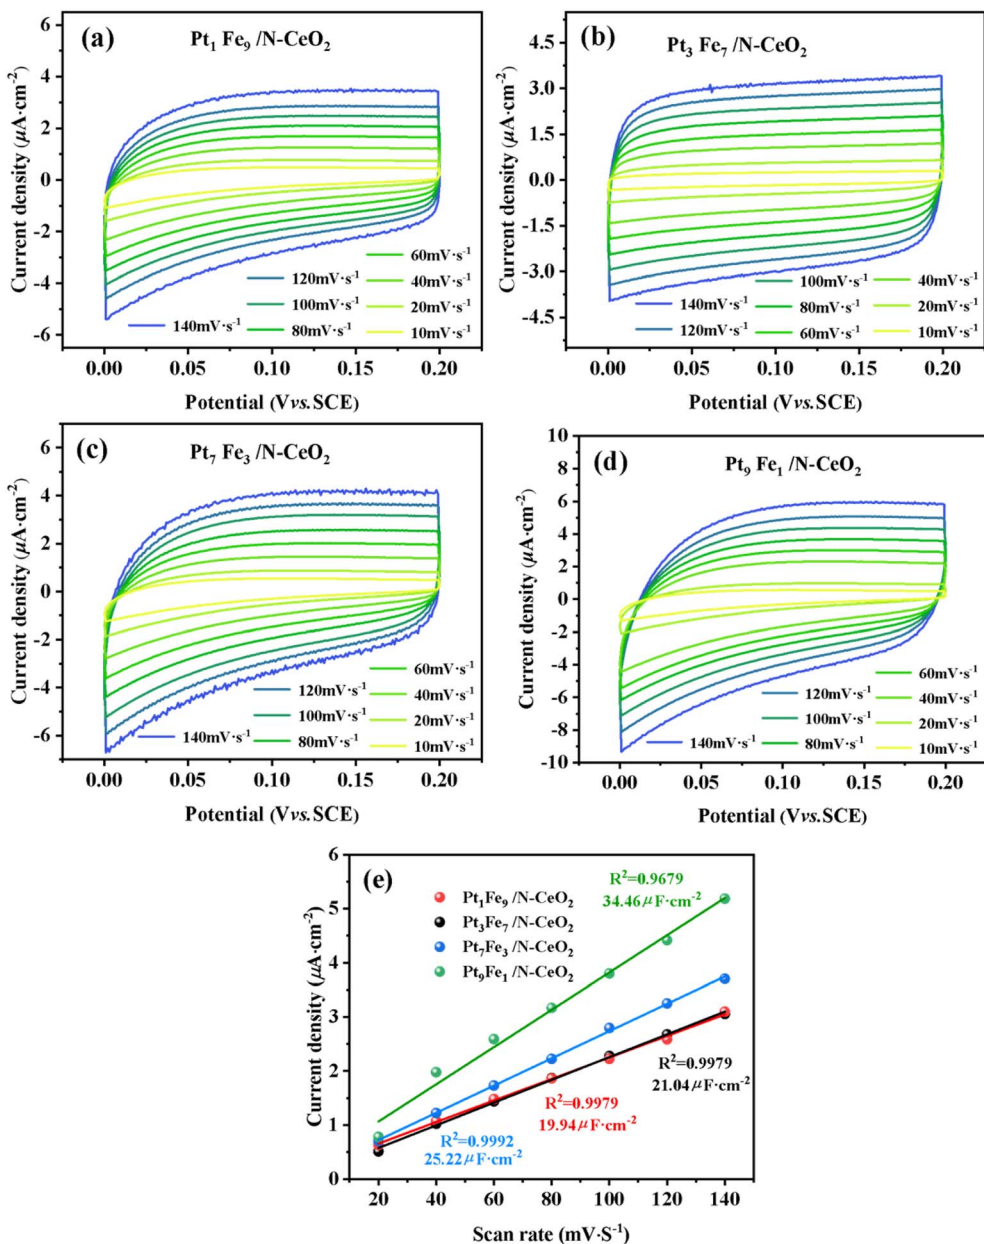 (a)
Pt₁ Fe₉ /N-CeO₂
Current density (μA·cm⁻²)
6
4
2
0
-2
-4
-6
60mV·s⁻¹
120mV·s⁻¹
40mV·s⁻¹
100mV·s⁻¹
20mV·s⁻¹
140mV·s⁻¹
80mV·s⁻¹
10mV·s⁻¹
0.00 0.05 0.10 0.15 0.20
Potential (Vvs.SCE)
(b)
Pt₃ Fe₇ /N-CeO₂
Current density (μA·cm⁻²)
4.5
3.0
1.5
0.0
-1.5
-3.0
-4.5
100mV·s⁻¹
40mV·s⁻¹
140mV·s⁻¹
80mV·s⁻¹
20mV·s⁻¹
120mV·s⁻¹
60mV·s⁻¹
10mV·s⁻¹
0.00 0.05 0.10 0.15 0.20
Potential (Vvs.SCE)
(c)
Pt₇ Fe₃ /N-CeO₂
Current density (μA·cm⁻²)
6
4
2
0
-2
-4
-6
60mV·s⁻¹
120mV·s⁻¹
40mV·s⁻¹
100mV·s⁻¹
20mV·s⁻¹
140mV·s⁻¹
80mV·s⁻¹
10mV·s⁻¹
0.00 0.05 0.10 0.15 0.20
Potential (Vvs.SCE)
(d)
Pt₉ Fe₁ /N-CeO₂
Current density (μA·cm⁻²)
10
8
6
4
2
0
-2
-4
-6
-8
-10
60mV·s⁻¹
120mV·s⁻¹
40mV·s⁻¹
100mV·s⁻¹
20mV·s⁻¹
140mV·s⁻¹
80mV·s⁻¹
10mV·s⁻¹
0.00 0.05 0.10 0.15 0.20
Potential (Vvs.SCE)
(e)
Current density (μA·cm⁻²)
6
5
4
3
2
1
0
Pt₁Fe₉ /N-CeO₂
Pt₃Fe₇ /N-CeO₂
Pt₇Fe₃ /N-CeO₂
Pt₉Fe₁ /N-CeO₂
R²=0.9679
34.46μF·cm⁻²
R²=0.9979
21.04μF·cm⁻²
R²=0.9979
19.94μF·cm⁻²
R²=0.9992
25.22μF·cm⁻²
20 40 60 80 100 120 140
Scan rate (mV·S⁻¹)